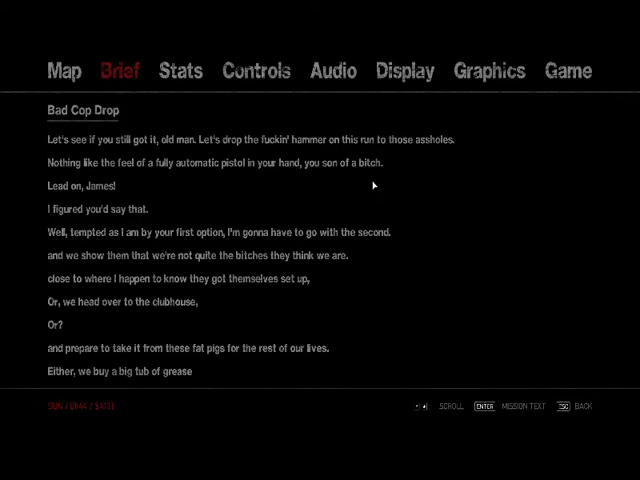 Map Brief Stats Controls Audio Display Graphics Game
Bad Cop Drop
Let's see if you still got it, old man. Let's drop the fuckin' hammer on this run to those assholes.
Nothing like the feel of a fully automatic pistol in your hand, you son of a bitch.
Lead on, James!
I figured you'd say that.
Well, tempted as I am by your first option, I'm gonna have to go with the second.
and we show them that we're not quite the bitches they think we are.
close to where I happen to know they got themselves set up,
Or, we head over to the clubhouse,
Or?
and prepare to take it from these fat pigs for the rest of our lives.
Either, we buy a big tub of grease
SCROLL ENTER MISSION TEXT ESC BACK